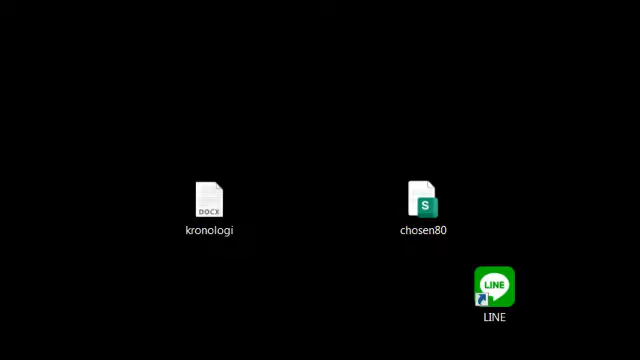 DOCX
kronologi
S
chosen80
LINE
LINE